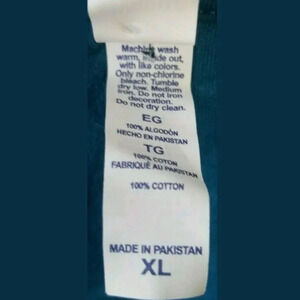 Machine wash
warm, inside out,
with like colors.
Only non-chlorine
bleach. Tumble
dry low. Medium
iron. Do not iron
decoration.
Do not dry clean.
EG
100% ALGODÓN
HECHO EN PAKISTAN
TG
100% COTON
FABRIQUÉ AU PAKISTAN
100% COTTON
MADE IN PAKISTAN
XL